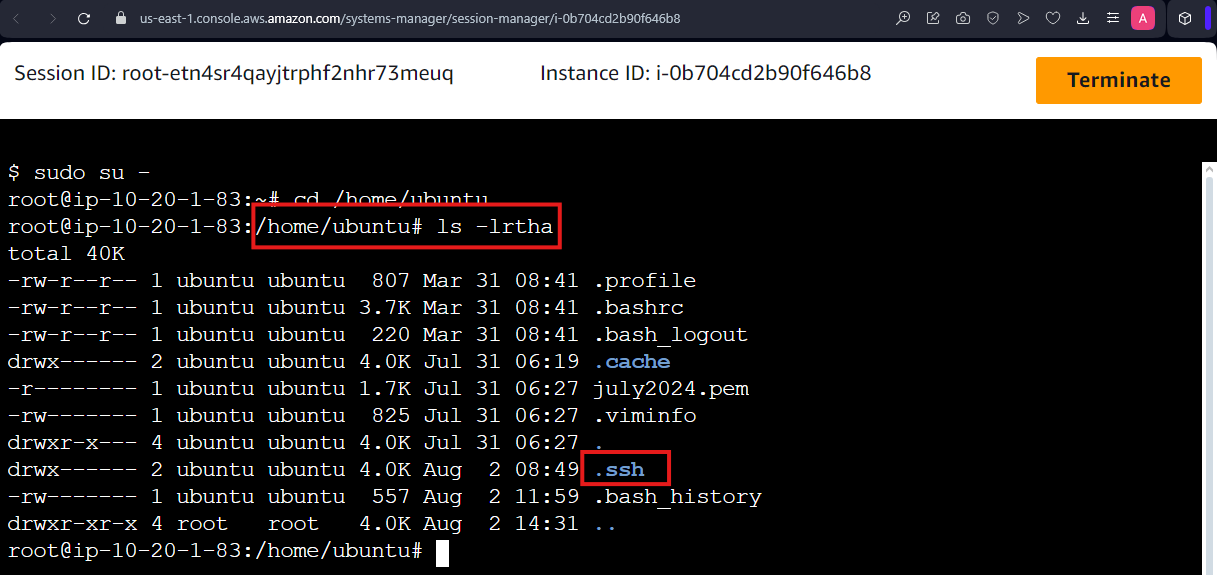 us-east-1.console.aws.amazon.com/systems-manager/session-manager/i-0b704cd2b90f646b8
A
Session ID: root-etn4sr4qayjtrphf2nhr73meuq
Instance ID: i-0b704cd2b90f646b8
Terminate
$ sudo su -
root@ip-10-20-1-83:~# cd /home/ubuntu
root@ip-10-20-1-83:/home/ubuntu# ls -lrtha
total 40K
-rw-r--r-- 1 ubuntu ubuntu  807 Mar 31 08:41 .profile
-rw-r--r-- 1 ubuntu ubuntu 3.7K Mar 31 08:41 .bashrc
-rw-r--r-- 1 ubuntu ubuntu  220 Mar 31 08:41 .bash_logout
drwx------ 2 ubuntu ubuntu 4.0K Jul 31 06:19 .cache
-r-------- 1 ubuntu ubuntu 1.7K Jul 31 06:27 july2024.pem
-rw------- 1 ubuntu ubuntu  825 Jul 31 06:27 .viminfo
drwxr-x--- 4 ubuntu ubuntu 4.0K Jul 31 06:27 .
drwx------ 2 ubuntu ubuntu 4.0K Aug  2 08:49 .ssh
-rw------- 1 ubuntu ubuntu  557 Aug  2 11:59 .bash_history
drwxr-xr-x 4 root   root   4.0K Aug  2 14:31 ..
root@ip-10-20-1-83:/home/ubuntu#